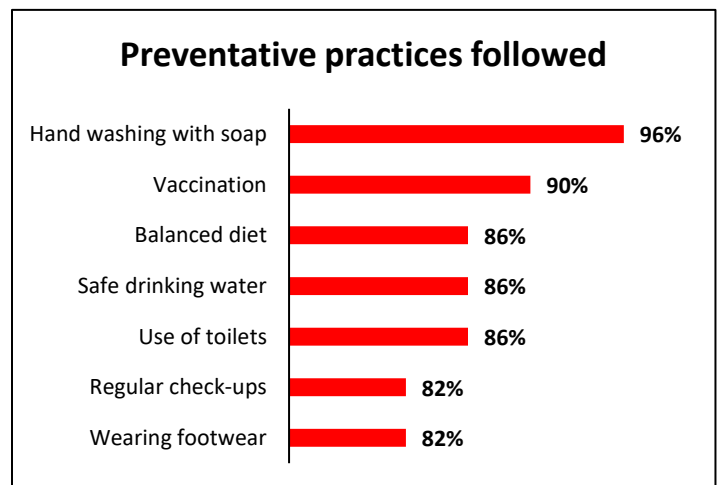 Preventative practices followed
Hand washing with soap 96%
Vaccination 90%
Balanced diet 86%
Safe drinking water 86%
Use of toilets 86%
Regular check-ups 82%
Wearing footwear 82%